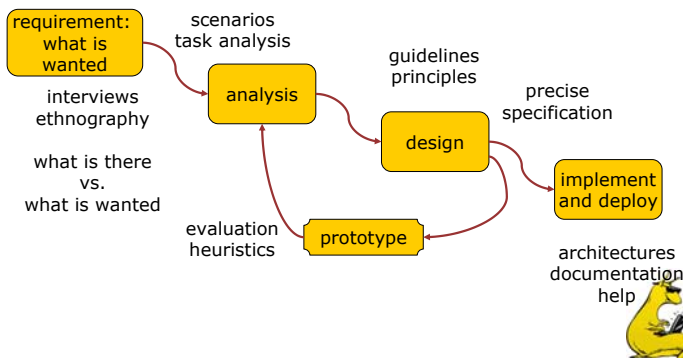 requirement:
what is
wanted
scenarios
task analysis
guidelines
principles
analysis
interviews
ethnography
precise
specification
design
what is there
vs.
what is wanted
implement
and deploy
evaluation
heuristics
prototype
architectures
documentation
help